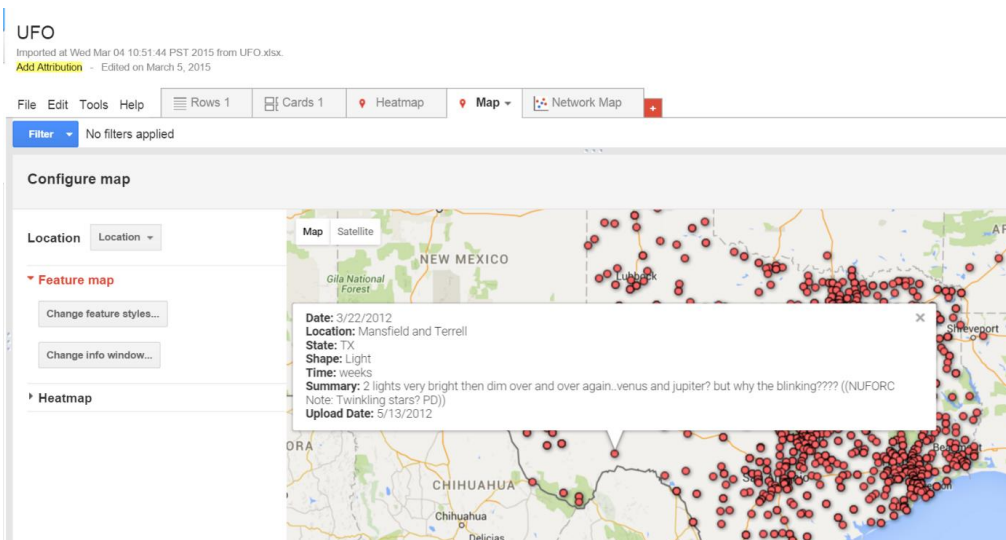 UFO
Imported at Wed Mar 04 10:51:44 PST 2015 from UFO.xlsx.
Add Attribution - Edited on March 5, 2015
File Edit Tools Help Rows 1 Cards 1 Heatmap Map Network Map +
Filter No filters applied
Configure map
Location Location
Feature map
Change feature styles...
Change info window...
Heatmap
Map Satellite
NEW MEXICO
Gila National
Forest
Lubbock
Date: 3/22/2012
Location: Mansfield and Terrell
State: TX
Shape: Light
Time: weeks
Summary: 2 lights very bright then dim over and over again..venus and jupiter? but why the blinking???? ((NUFORC
Note: Twinkling stars? PD))
Upload Date: 5/13/2012
Shreveport
CHIHUAHUA
Chihuahua
Delicias